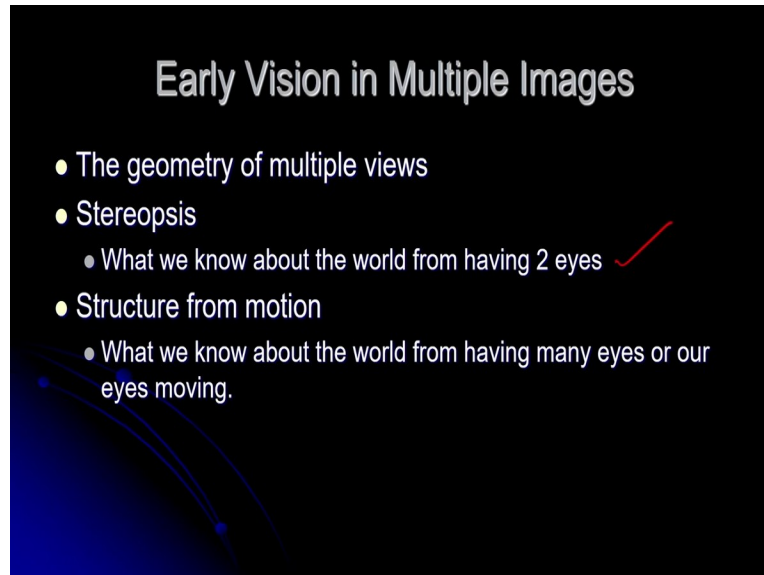 Early Vision in Multiple Images
The geometry of multiple views
Stereopsis
What we know about the world from having 2 eyes
Structure from motion
What we know about the world from having many eyes or our
eyes moving.